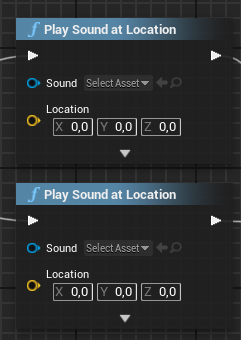 f Play Sound at Location
Sound Select Asset
Location
X 0,0 Y 0,0 Z 0,0
f Play Sound at Location
Sound Select Asset
Location
X 0,0 Y 0,0 Z 0,0